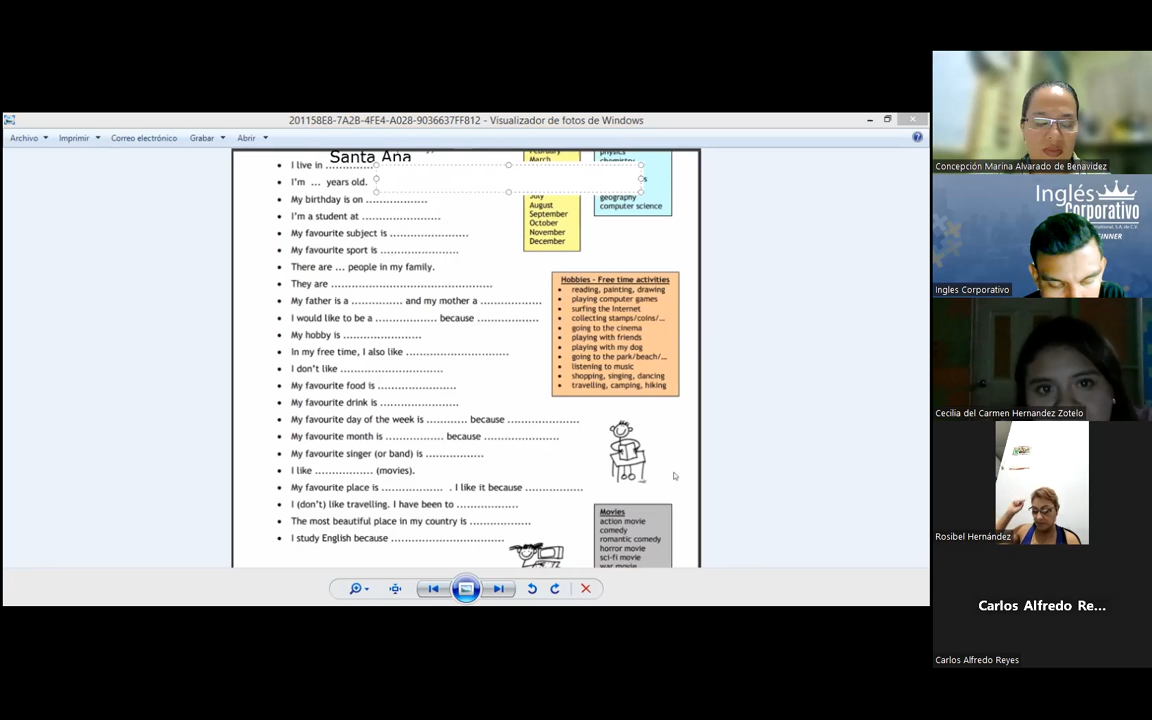 201158E8-7A2B-4FE4-A028-9036637FF812 - Visualizador de fotos de Windows
Archivo Imprimir Correo electrónico Grabar Abrir
Santa Ana
• I live in ..............
• I'm ... years old.
• My birthday is on .................
• I'm a student at ......................
• My favourite subject is ......................
• My favourite sport is ......................
• There are ... people in my family.
• They are .............................................
• My father is a .............. and my mother a .................
• I would like to be a ................. because .................
• My hobby is ......................
• In my free time, I also like .............................
• I don't like .............................
• My favourite food is ......................
• My favourite drink is ......................
• My favourite day of the week is ........... because ....................
• My favourite month is ................ because .....................
• My favourite singer (or band) is ................
• I like ................ (movies).
• My favourite place is ................. . I like it because ................
• I (don't) like travelling. I have been to .................
• The most beautiful place in my country is .................
• I study English because ................................
March
July
August
September
October
November
December
physics
geography
computer science
Hobbies - Free time activities
• reading, painting, drawing
• playing computer games
• surfing the Internet
• collecting stamps/coins/...
• going to the cinema
• playing with friends
• playing with my dog
• going to the park/beach/...
• listening to music
• shopping, singing, dancing
• travelling, camping, hiking
Movies
action movie
comedy
romantic comedy
horror movie
sci-fi movie
war movie
Concepción Marina Alvarado de Benavidez
Inglés
Corporativo
Ingles Corporativo
Cecilia del Carmen Hernandez Zotelo
Rosibel Hernández
Carlos Alfredo Re...
Carlos Alfredo Reyes